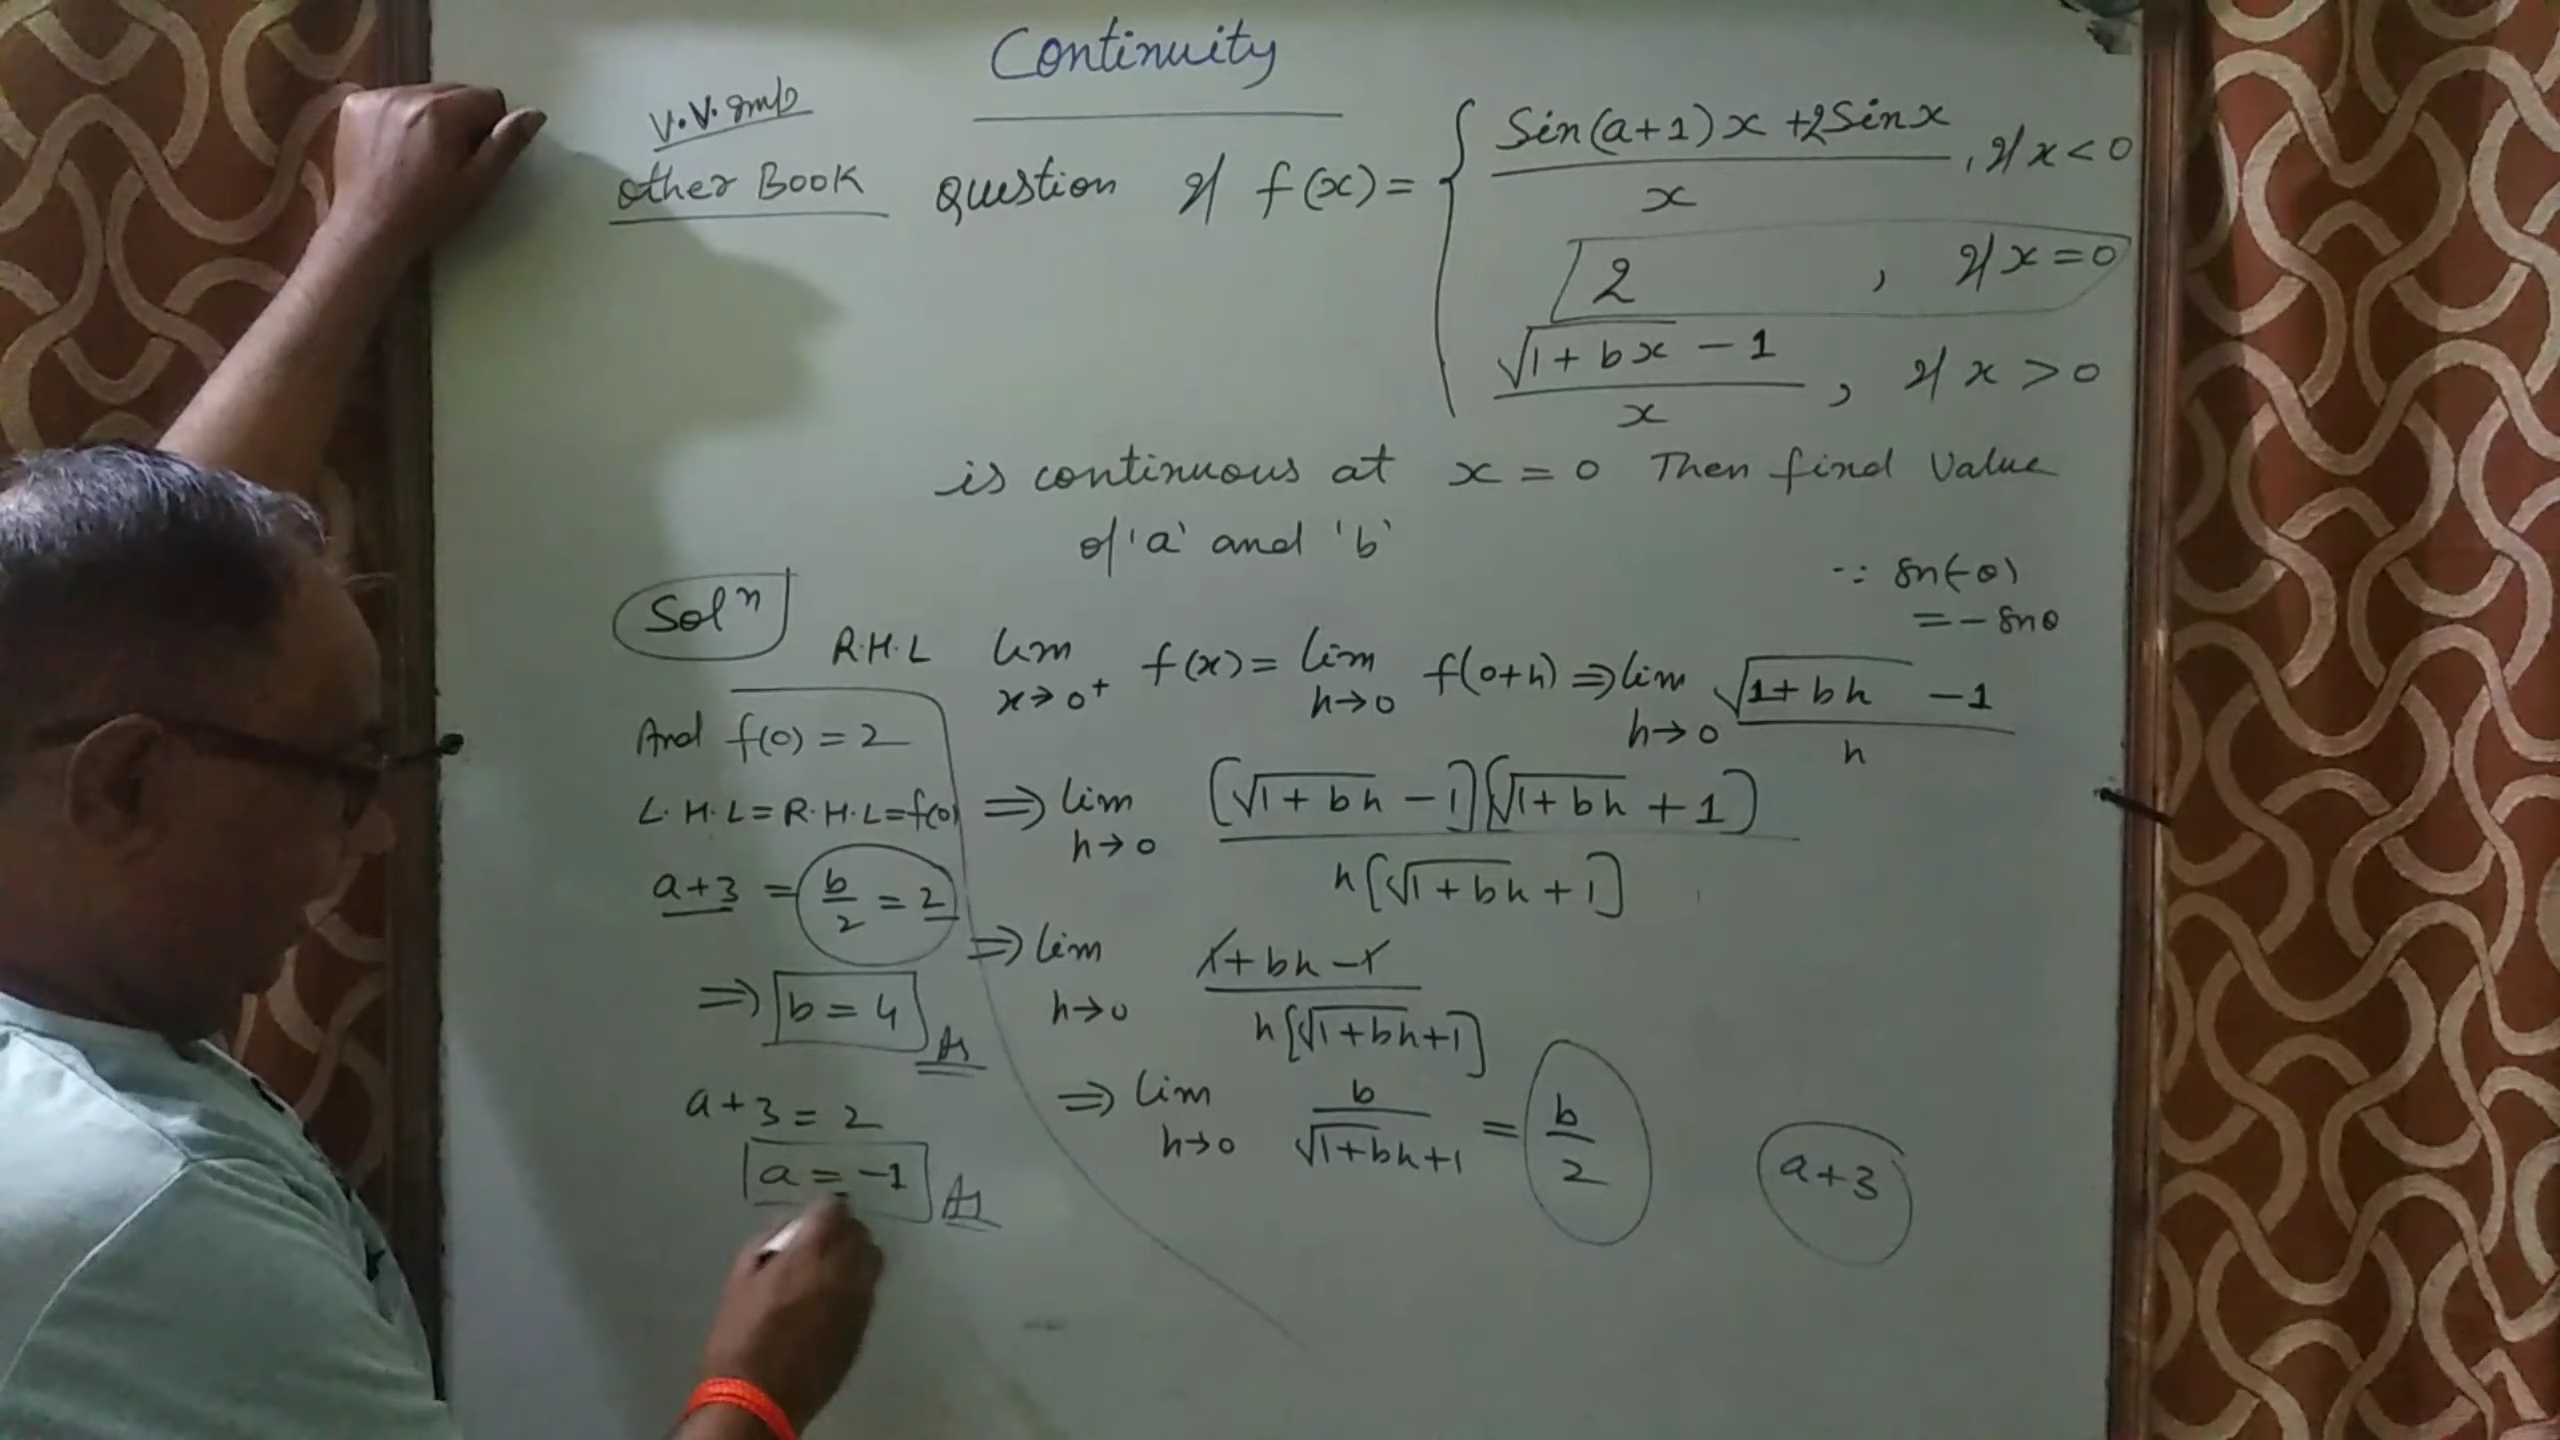 Continuity
V.V. Imp
Other Book
Question If f(x) = { Sin(a+1)x + 2Sinx / x , If x < 0
2 , If x = 0
√1+bx - 1 / x , If x > 0
is continuous at x = 0 Then find Value
of 'a' and 'b'
∵ Sin(-θ)
= - Sinθ
Solⁿ
R.H.L lim x→0⁺ f(x) = lim h→0 f(0+h) ⇒ lim h→0 √1+bh - 1 / h
⇒ lim h→0 [√1+bh - 1][√1+bh + 1] / h[√1+bh + 1]
⇒ lim h→0 1+bh-1 / h[√1+bh+1]
⇒ lim h→0 b / √1+bh+1 = b/2
a+3
And f(0) = 2
L.H.L = R.H.L = f(0)
a+3 = b/2 = 2
⇒ b = 4 As
a+3 = 2
a = -1 As